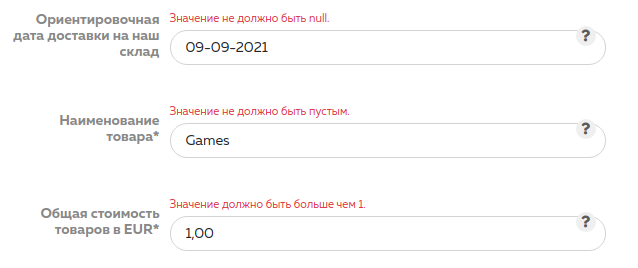 Ориентировочная
дата доставки на наш
склад
Значение не должно быть null.
09-09-2021
?
Наименование
товара*
Значение не должно быть пустым.
Games
?
Общая стоимость
товаров в EUR*
Значение должно быть больше чем 1.
1,00
?